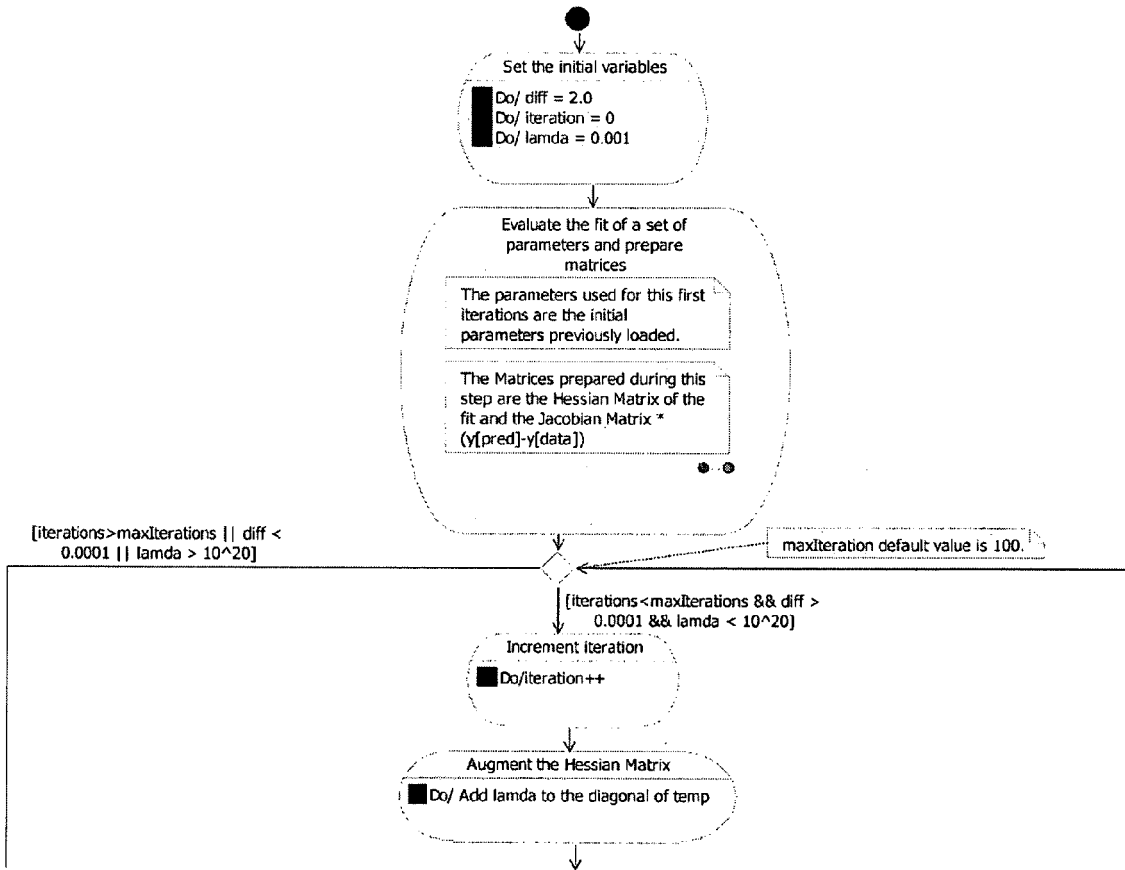 Set the initial variables
Do/ diff = 2.0
Do/ iteration = 0
Do/ lamda = 0.001
Evaluate the fit of a set of
parameters and prepare
matrices
The parameters used for this first
iterations are the initial
parameters previously loaded.
The Matrices prepared during this
step are the Hessian Matrix of the
fit and the Jacobian Matrix *
(y[pred]-y[data])
[iterations>maxIterations || diff <
0.0001 || lamda > 10^20]
maxIteration default value is 100.
[iterations<maxIterations && diff >
0.0001 && lamda < 10^20]
Increment iteration
Do/iteration++
Augment the Hessian Matrix
Do/ Add lamda to the diagonal of temp